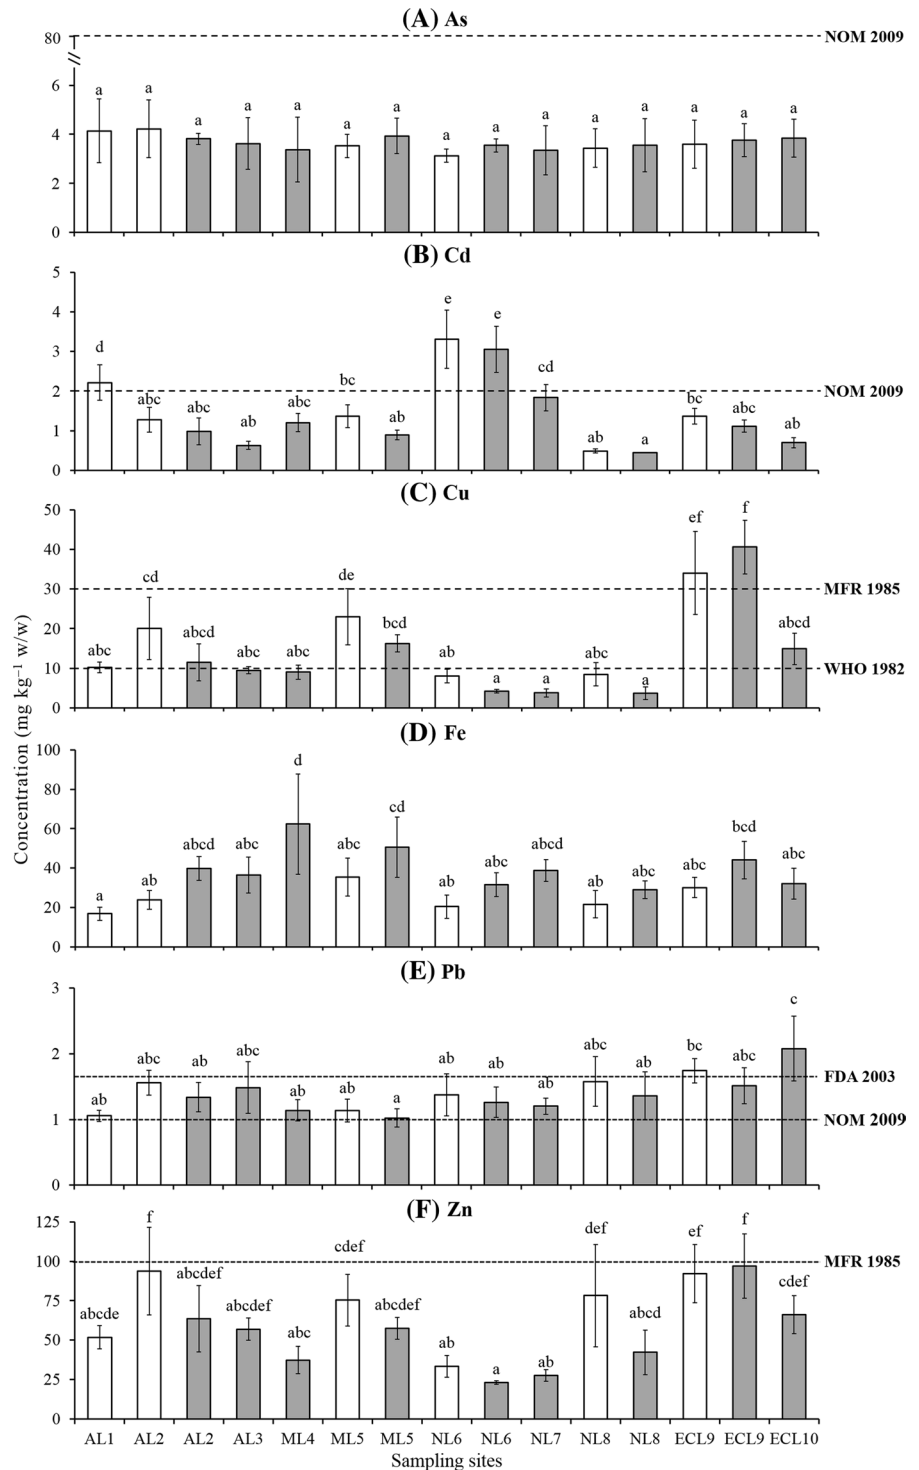 (A) As
80
NOM 2009
6
a a a a a a a a a a a a a a a
4
2
0
(B) Cd
5
e
4
e
d
3
cd
bc
2
NOM 2009
abc abc ab abc ab ab a bc abc ab
1
0
(C) Cu
50
ef f
40
cd de
30
MFR 1985
abc abcd abc abc bcd ab abc abcd
20
10
WHO 1982
a a a
0
(D) Fe
100
d
80
cd
60
a ab abcd abc abc ab abc abcd ab abc abc bcd abc
40
20
0
(E) Pb
3
c
2
ab abc ab abc ab ab a ab ab ab abc ab bc abc
FDA 2003
1
NOM 2009
0
(F) Zn
125
f def ef f
100
MFR 1985
abcde abcdef abcdef abc cdef abcdef ab a ab abcd cdef
75
50
25
0
AL1 AL2 AL2 AL3 ML4 ML5 ML5 NL6 NL6 NL7 NL8 NL8 ECL9 ECL9 ECL10
Sampling sites
Concentration (mg kg⁻¹ w/w)